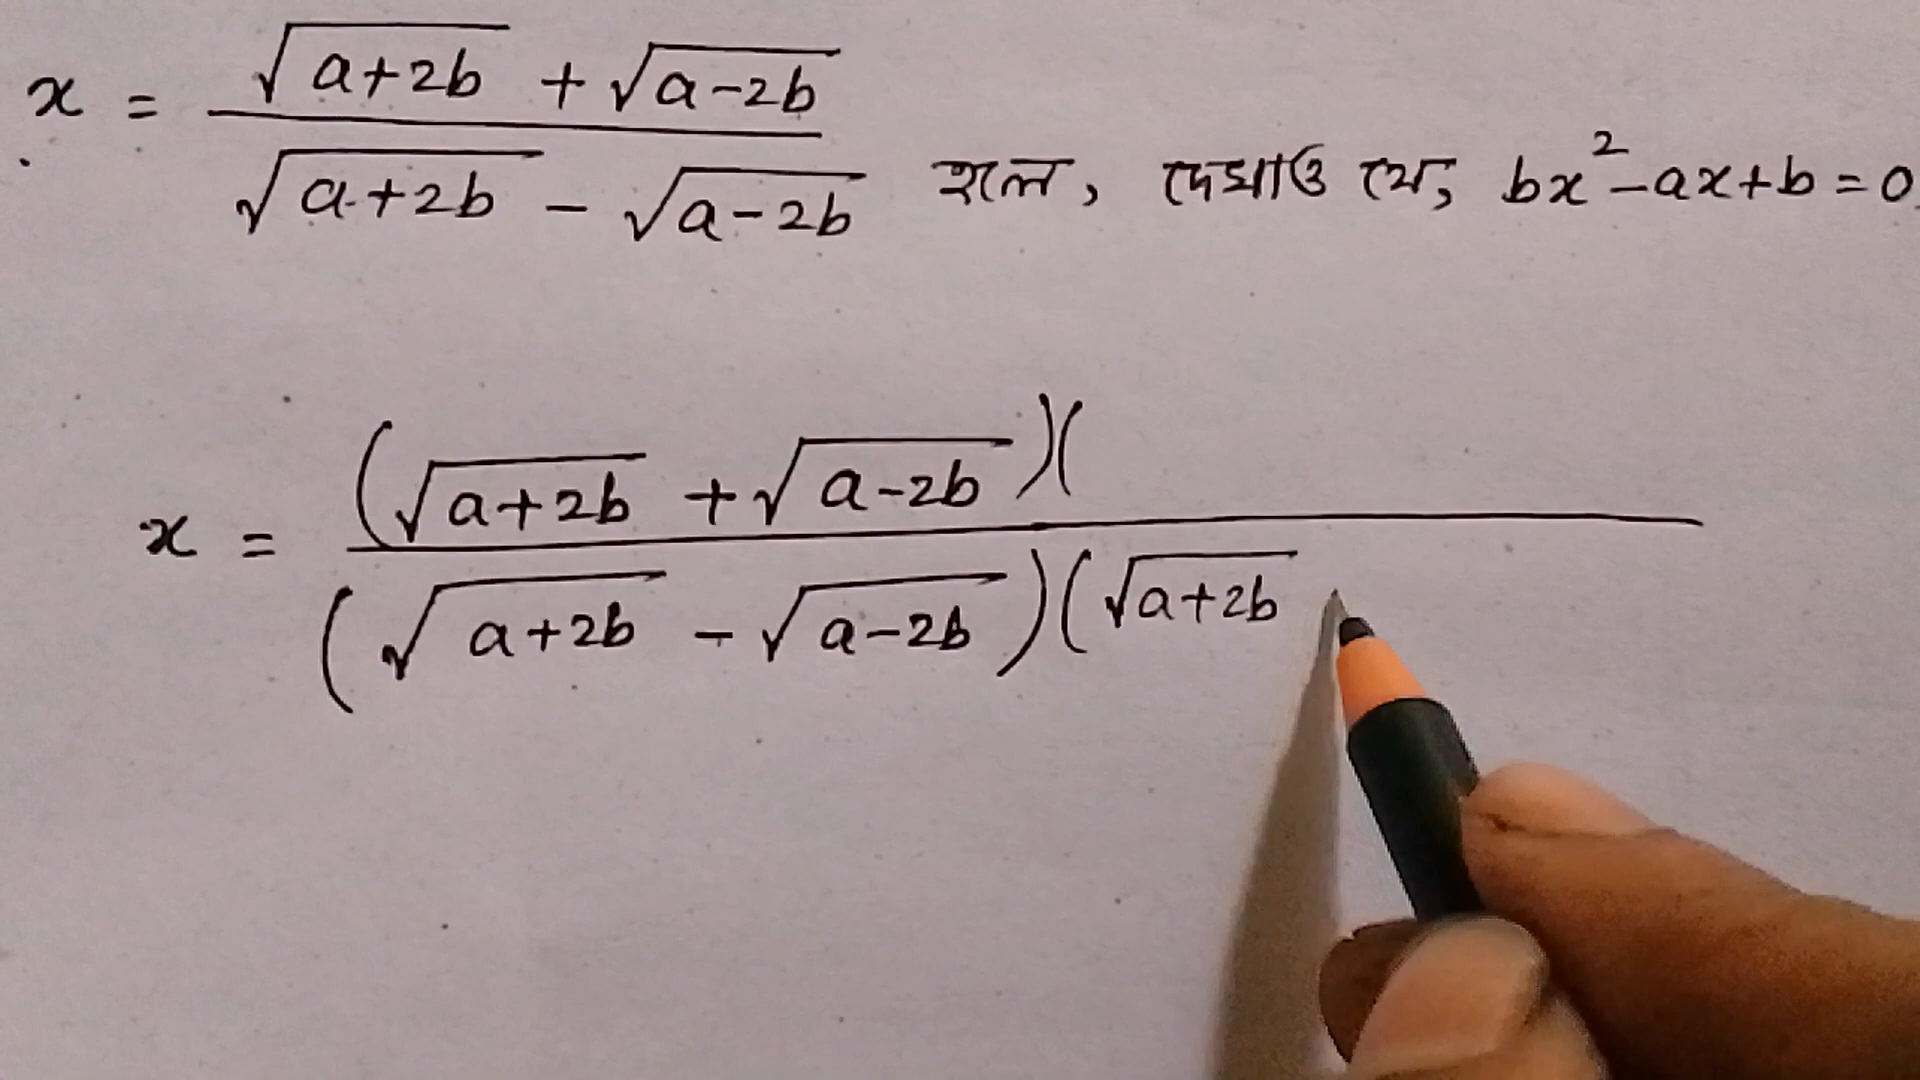 x = (√(a+2b) + √(a-2b)) / (√(a+2b) - √(a-2b)) হলে, দেখাও যে, bx² - ax + b = 0.
x = (√(a+2b) + √(a-2b))( / (√(a+2b) - √(a-2b))(√(a+2b)